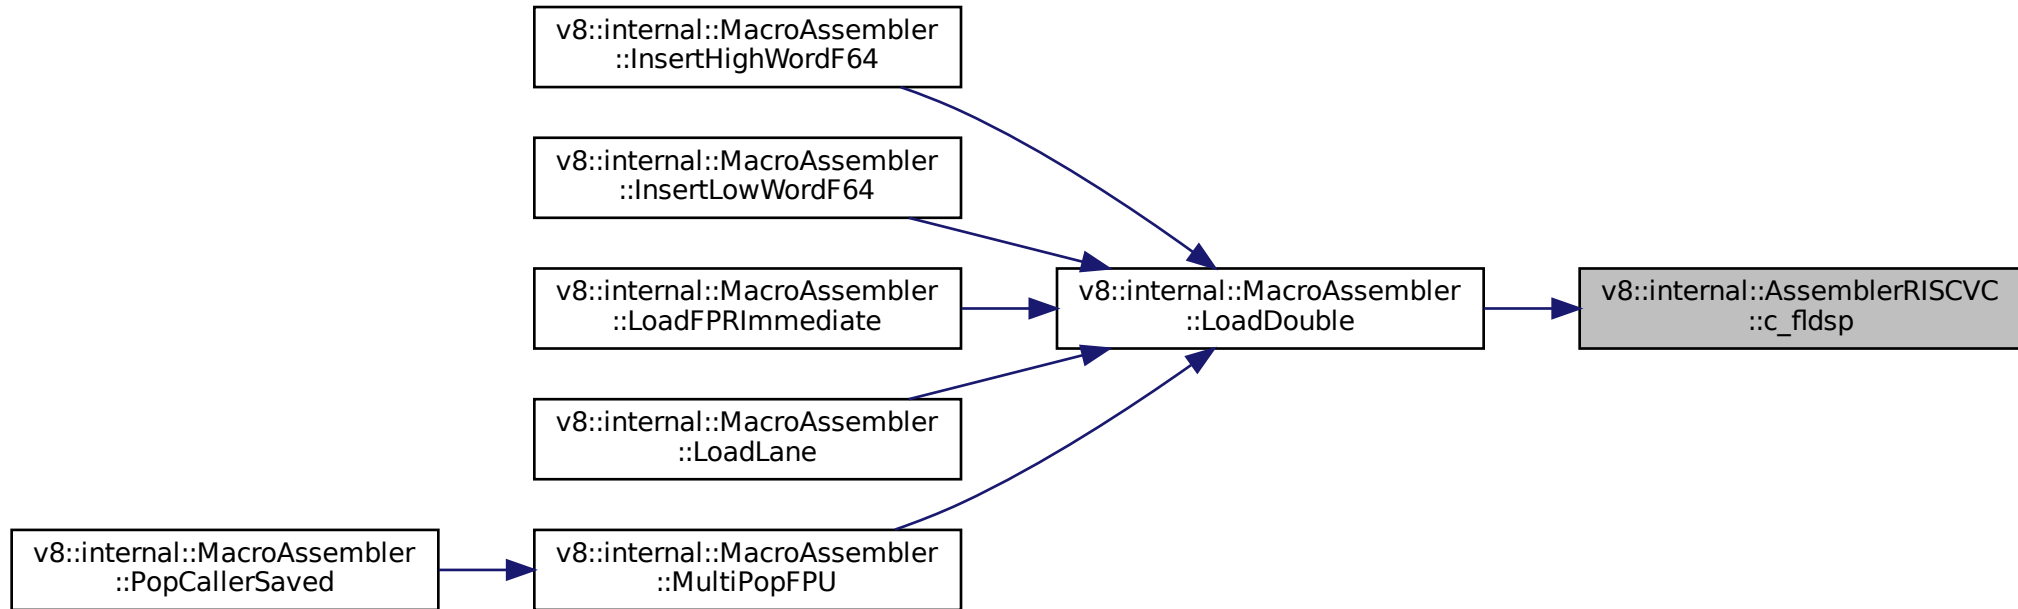 v8::internal::MacroAssembler
::InsertHighWordF64
v8::internal::MacroAssembler
::InsertLowWordF64
v8::internal::MacroAssembler
::LoadFPRImmediate
v8::internal::MacroAssembler
::LoadDouble
v8::internal::AssemblerRISCVC
::c_fldsp
v8::internal::MacroAssembler
::LoadLane
v8::internal::MacroAssembler
::PopCallerSaved
v8::internal::MacroAssembler
::MultiPopFPU